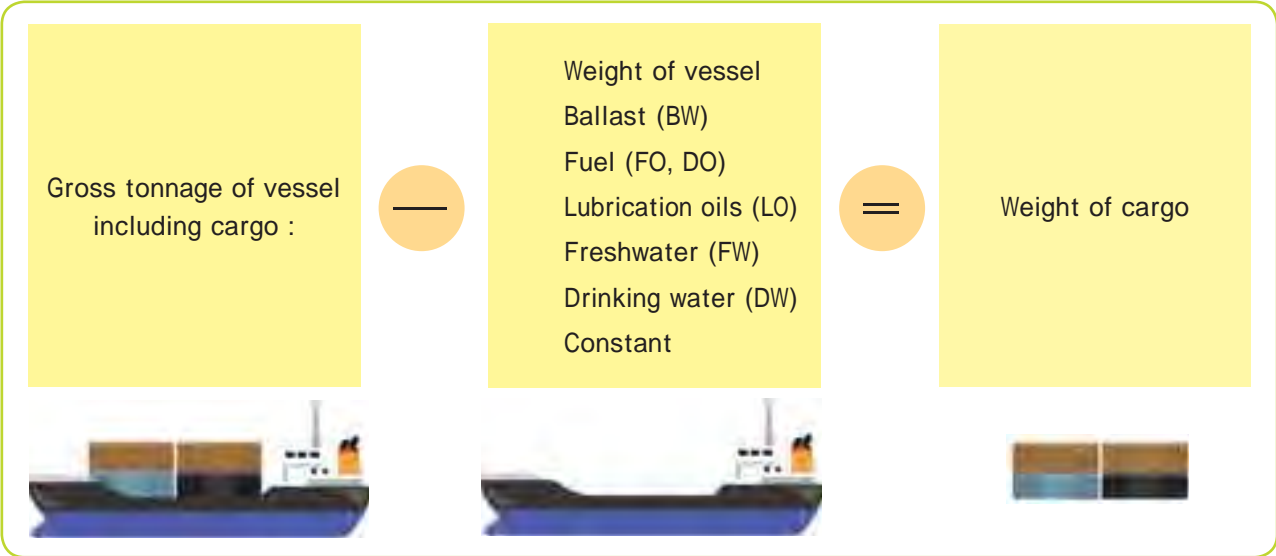 Gross tonnage of vessel
including cargo :
Weight of vessel
Ballast (BW)
Fuel (FO, DO)
Lubrication oils (LO)
Freshwater (FW)
Drinking water (DW)
Constant
Weight of cargo